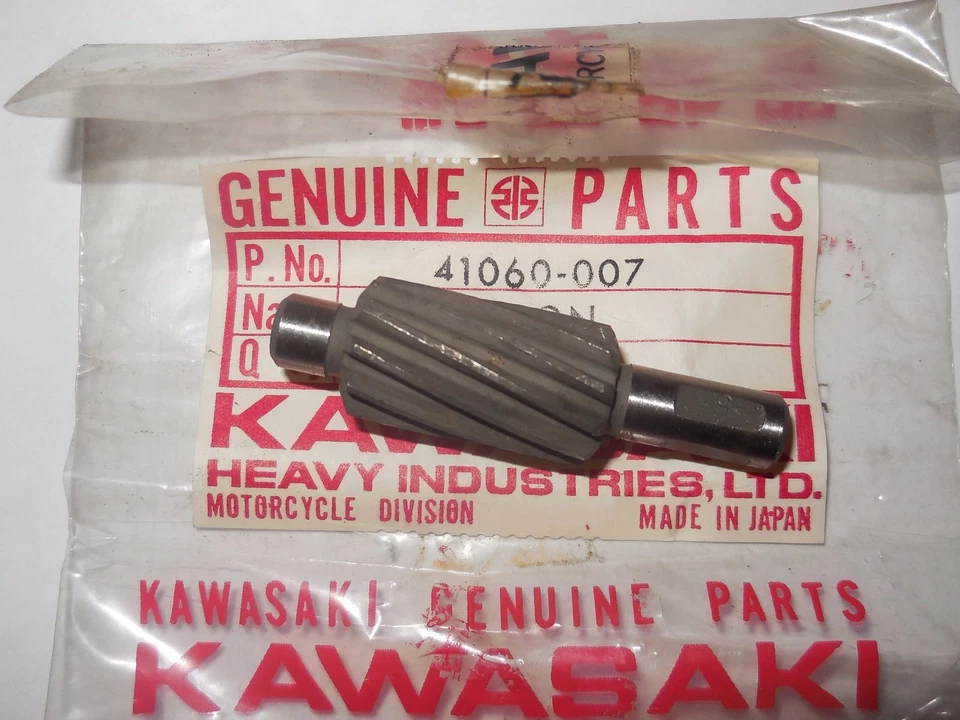 GENUINE PARTS
P. No. 41060-007
Q
HEAVY INDUSTRIES, LTD.
MOTORCYCLE DIVISION MADE IN JAPAN
KAWASAKI GENUINE PARTS
KAWASAKI